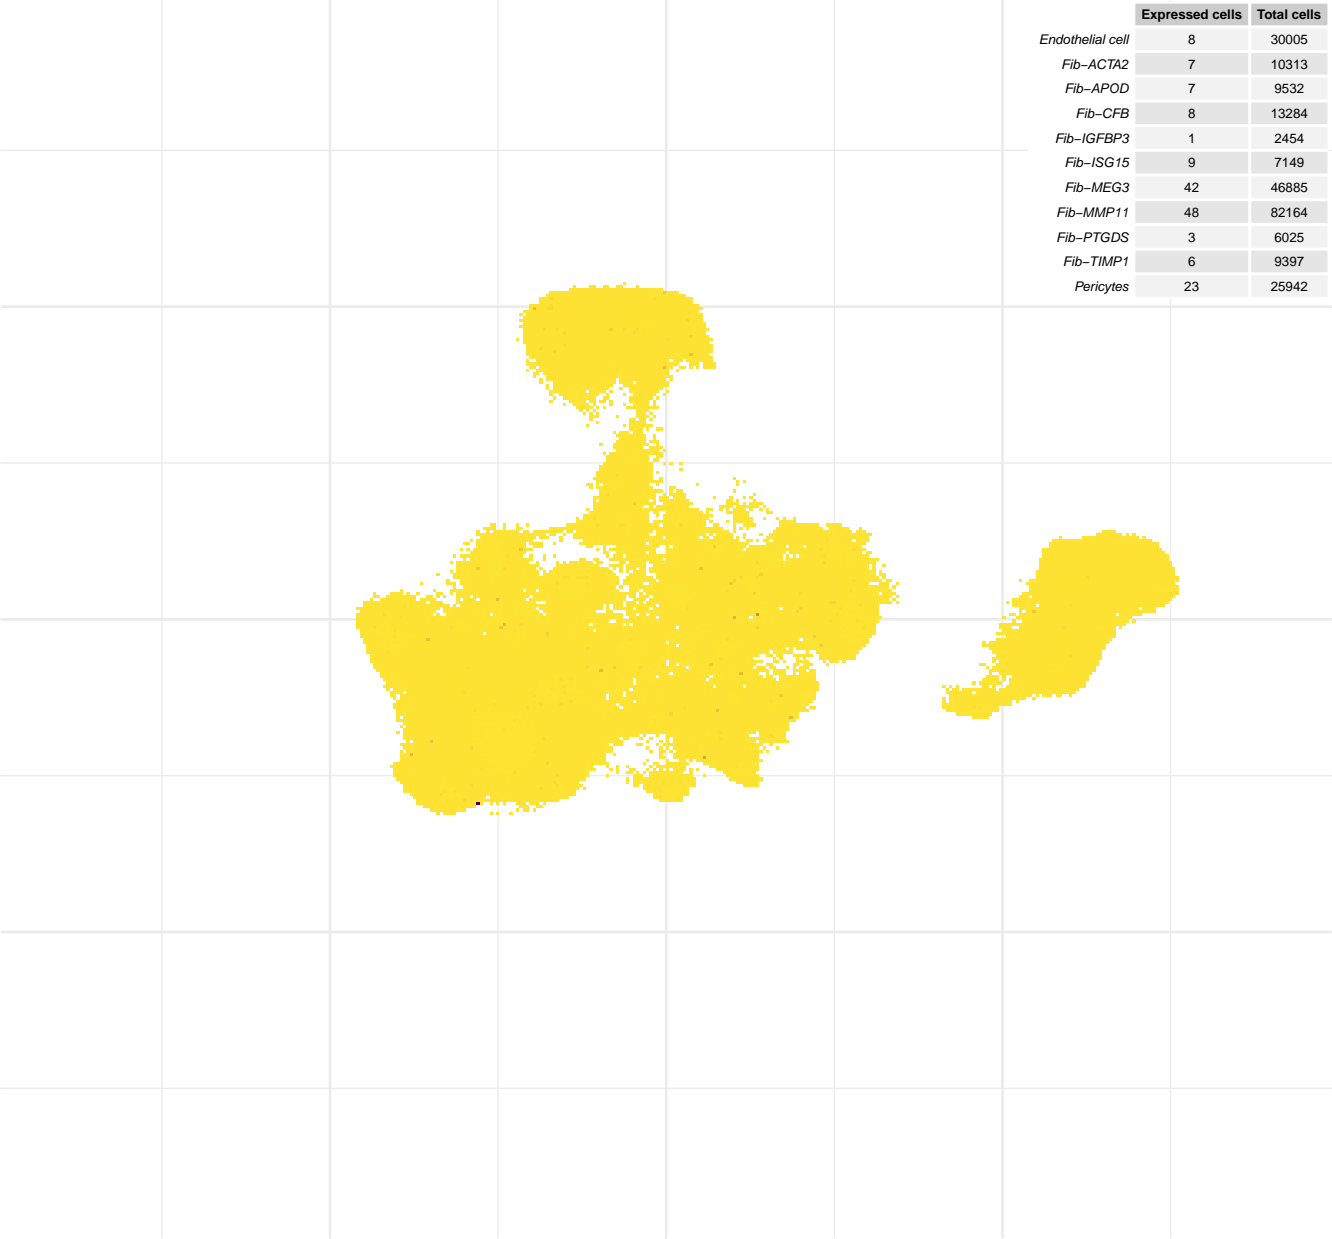 Expressed cells Total cells
Endothelial cell 8 30005
Fib−ACTA2 7 10313
Fib−APOD 7 9532
Fib−CFB 8 13284
Fib−IGFBP3 1 2454
Fib−ISG15 9 7149
Fib−MEG3 42 46885
Fib−MMP11 48 82164
Fib−PTGDS 3 6025
Fib−TIMP1 6 9397
Pericytes 23 25942